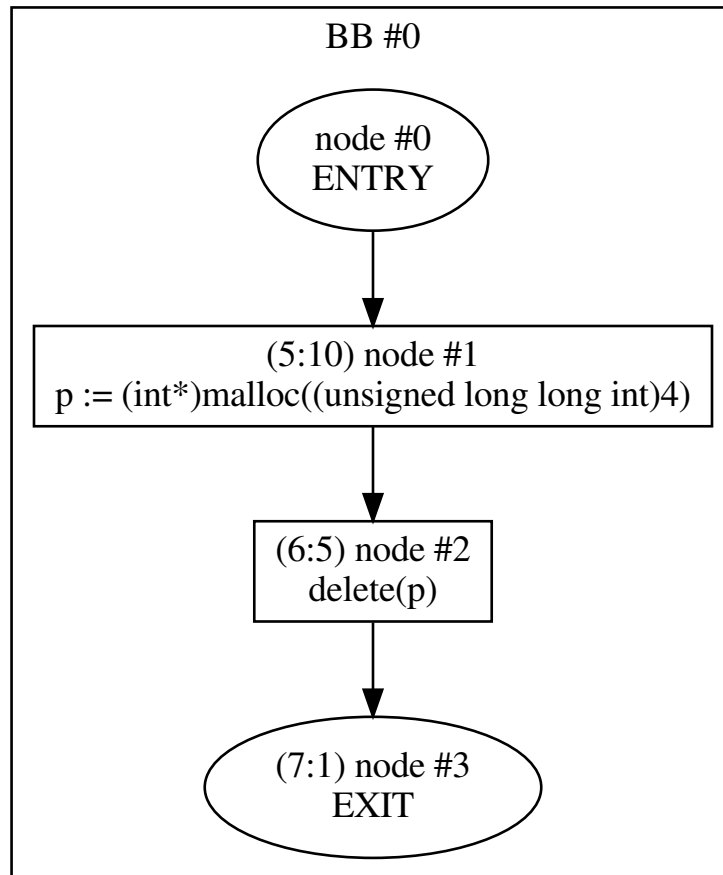 BB #0
node #0
ENTRY
(5:10) node #1
p := (int*)malloc((unsigned long long int)4)
(6:5) node #2
delete(p)
(7:1) node #3
EXIT